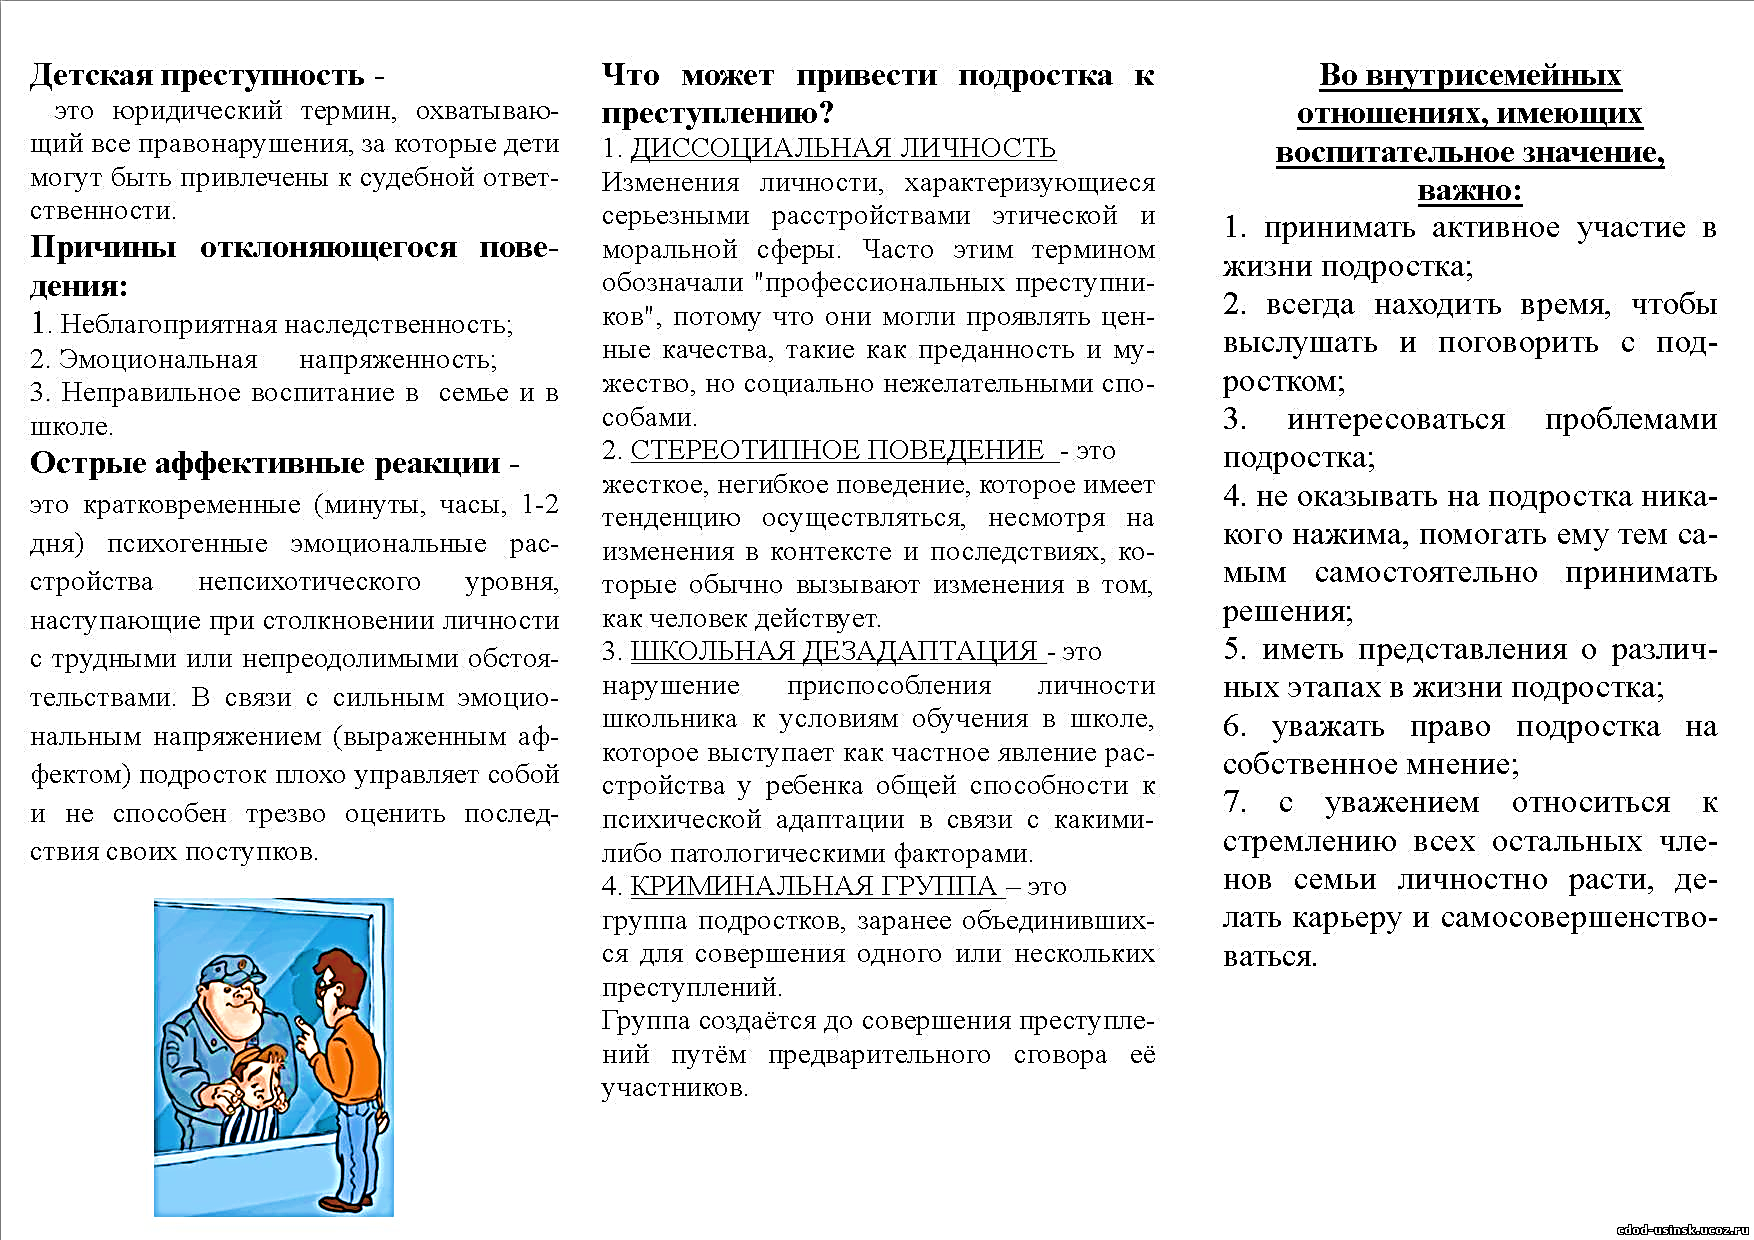 Детская преступность -
это юридический термин, охватываю-
щий все правонарушения, за которые дети
могут быть привлечены к судебной ответ-
ственности.
Причины отклоняющегося пове-
дения:
1. Неблагоприятная наследственность;
2. Эмоциональная напряженность;
3. Неправильное воспитание в семье и в
школе.
Острые аффективные реакции -
это кратковременные (минуты, часы, 1-2
дня) психогенные эмоциональные рас-
стройства непсихотического уровня,
наступающие при столкновении личности
с трудными или непреодолимыми обстоя-
тельствами. В связи с сильным эмоцио-
нальным напряжением (выраженным аф-
фектом) подросток плохо управляет собой
и не способен трезво оценить послед-
ствия своих поступков.
Что может привести подростка к
преступлению?
1. ДИССОЦИАЛЬНАЯ ЛИЧНОСТЬ
Изменения личности, характеризующиеся
серьезными расстройствами этической и
моральной сферы. Часто этим термином
обозначали "профессиональных преступни-
ков", потому что они могли проявлять цен-
ные качества, такие как преданность и му-
жество, но социально нежелательными спо-
собами.
2. СТЕРЕОТИПНОЕ ПОВЕДЕНИЕ - это
жесткое, негибкое поведение, которое имеет
тенденцию осуществляться, несмотря на
изменения в контексте и последствиях, ко-
торые обычно вызывают изменения в том,
как человек действует.
3. ШКОЛЬНАЯ ДЕЗАДАПТАЦИЯ - это
нарушение приспособления личности
школьника к условиям обучения в школе,
которое выступает как частное явление рас-
стройства у ребенка общей способности к
психической адаптации в связи с какими-
либо патологическими факторами.
4. КРИМИНАЛЬНАЯ ГРУППА – это
группа подростков, заранее объединивших-
ся для совершения одного или нескольких
преступлений.
Группа создаётся до совершения преступле-
ний путём предварительного сговора её
участников.
Во внутрисемейных
отношениях, имеющих
воспитательное значение,
важно:
1. принимать активное участие в
жизни подростка;
2. всегда находить время, чтобы
выслушать и поговорить с под-
ростком;
3. интересоваться проблемами
подростка;
4. не оказывать на подростка ника-
кого нажима, помогать ему тем са-
мым самостоятельно принимать
решения;
5. иметь представления о различ-
ных этапах в жизни подростка;
6. уважать право подростка на
собственное мнение;
7. с уважением относиться к
стремлению всех остальных чле-
нов семьи личностно расти, де-
лать карьеру и самосовершенство-
ваться.
cdod-usinsk.ucoz.ru